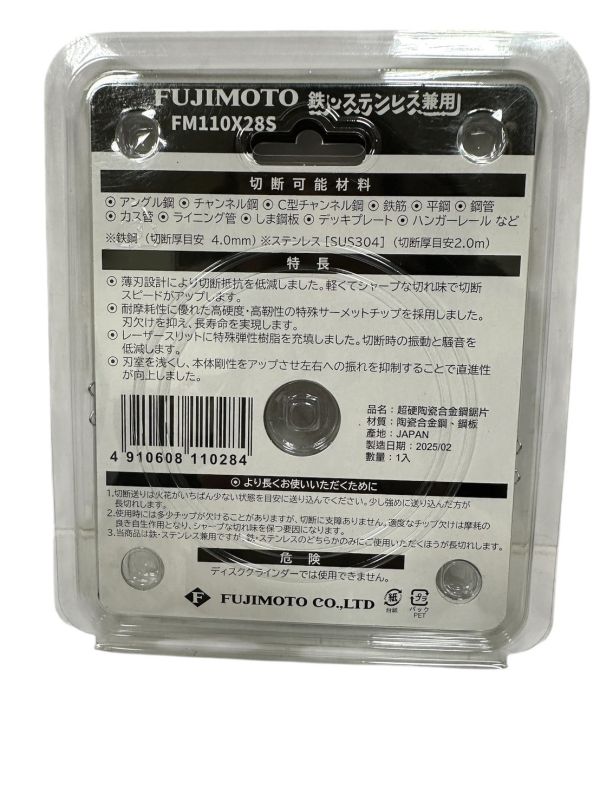 FUJIMOTO 鉄・ステンレス兼用
FM110X28S
切断可能材料
◉ アングル鋼 ◉ チャンネル鋼 ◉ C型チャンネル鋼 ◉ 鉄筋 ◉ 平鋼 ◉ 鋼管
◉ ガス管 ◉ ライニング管 ◉ しま鋼板 ◉ デッキプレート ◉ ハンガーレール など
※鉄鋼 （切断厚目安 4.0mm) ※ステンレス [SUS304] （切断厚目安2.0m）
特長
◉ 薄刃設計により切断抵抗を低減しました。軽くてシャープな切れ味で切断
スピードがアップします。
◉ 耐摩耗性に優れた高硬度・高靭性の特殊サーメットチップを採用しました。
刃欠けを抑え、長寿命を実現します。
◉ レーザースリットに特殊弾性樹脂を充填しました。切断時の振動と騒音を
低減します。
◉ 刃室を浅くし、本体剛性をアップさせ左右への振れを抑制することで直進性
が向上しました。
品名：超硬陶瓷合金鋼鋸片
材質：陶瓷合金鋼、鋼板
產地：JAPAN
製造日期：2025/02
數量：1入
4 910608 110284
◉ より長くお使いいただくために
1.切断送りは火花がいちばん少ない状態を目安に送り込んでください。少し強めに送り込んだ方が
長切れします。
2.使用時には多少チップが欠けることがありますが、切断に支障ありません。適度なチップ欠けは摩耗の
良き自生作用となり、シャープな切れ味を保つ要因になります。
3.当商品は鉄・ステンレス兼用ですが、鉄・ステンレスのどちらかのみにご使用いただくほうが長切れします。
危険
ディスクグラインダーでは使用できません。
F FUJIMOTO CO.,LTD
紙
台紙
プラ
パック
PET